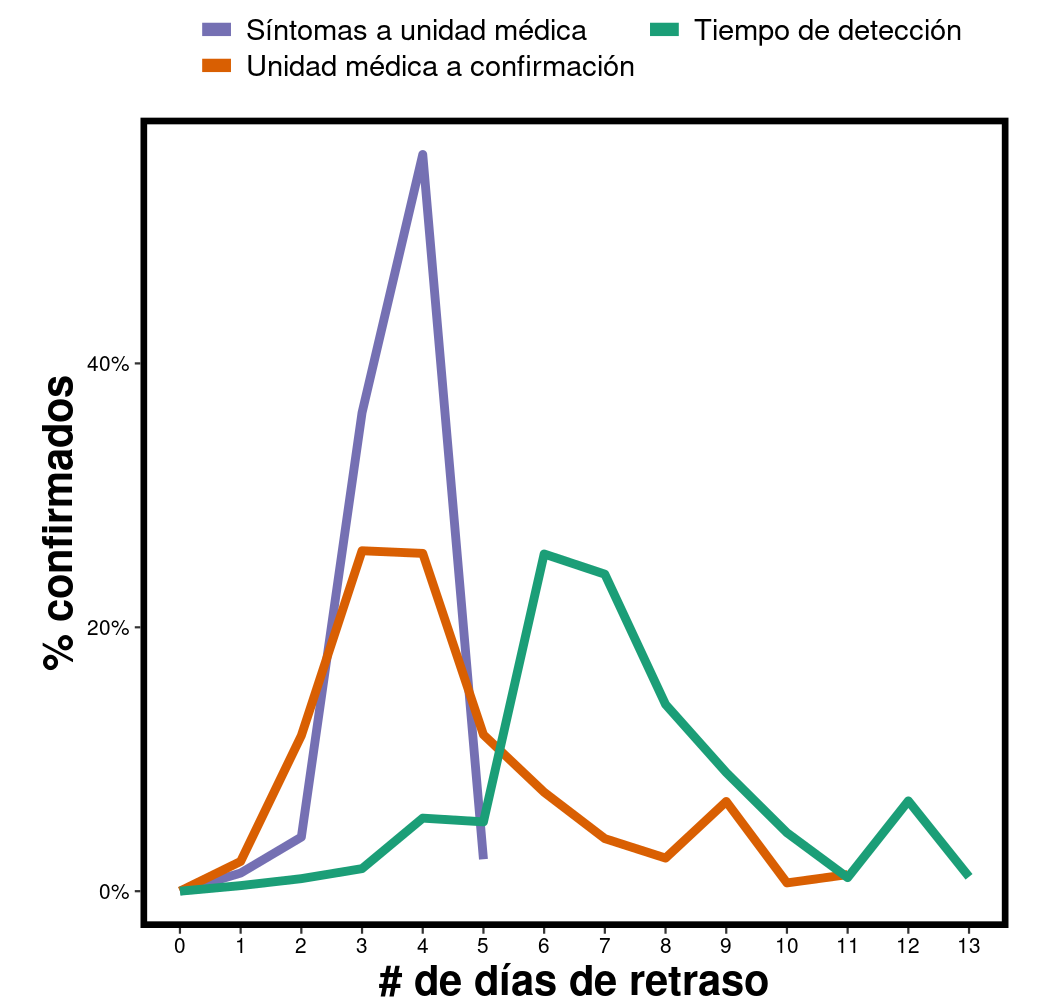 Síntomas a unidad médica
Tiempo de detección
Unidad médica a confirmación
40%
20%
0%
% confirmados
0 1 2 3 4 5 6 7 8 9 10 11 12 13
# de días de retraso